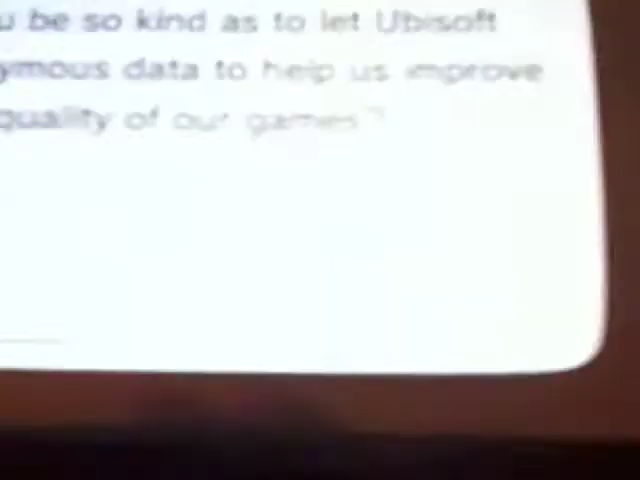 u be so kind as to let Ubisoft
ymous data to help us improve
quality of our games?